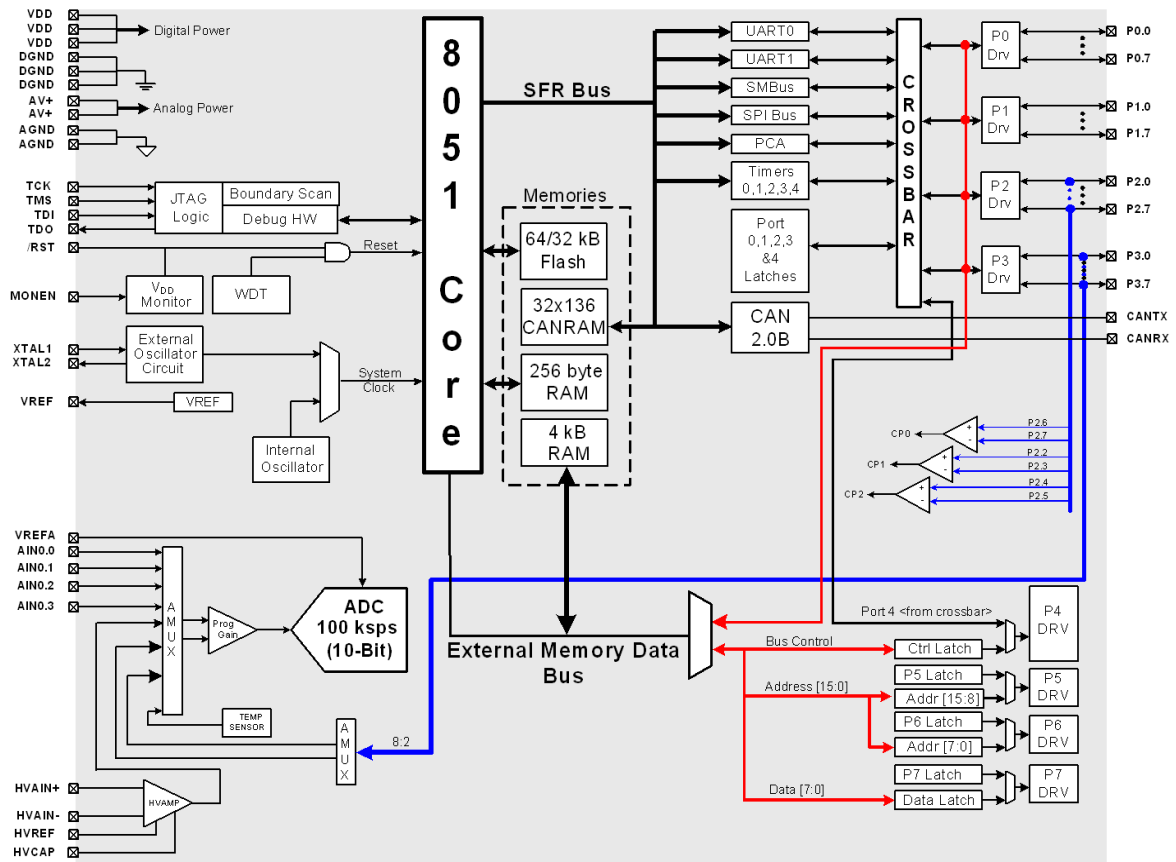 VDD
VDD
VDD
DGND
DGND
DGND
AV+
AV+
AGND
AGND
Digital Power
Analog Power
TCK
TMS
TDI
TDO
/RST
MONEN
XTAL1
XTAL2
VREF
JTAG
Logic
Boundary Scan
Debug HW
Reset
VDD
Monitor
WDT
External
Oscillator
Circuit
VREF
System
Clock
Internal
Oscillator
8
0
5
1
C
o
r
e
SFR Bus
Memories
64/32 kB
Flash
32x136
CANRAM
256 byte
RAM
4 kB
RAM
UART0
UART1
SMBus
SPI Bus
PCA
Timers
0,1,2,3,4
Port
0,1,2,3
&4
Latches
CAN
2.0B
C
R
O
S
S
B
A
R
P0
Drv
P1
Drv
P2
Drv
P3
Drv
P0.0
P0.7
P1.0
P1.7
P2.0
P2.7
P3.0
P3.7
CANTX
CANRX
CP0
+
-
P2.6
P2.7
CP1
+
-
P2.2
P2.3
CP2
+
-
P2.4
P2.5
VREFA
AIN0.0
AIN0.1
AIN0.2
AIN0.3
A
M
U
X
Prog
Gain
ADC
100 ksps
(10-Bit)
TEMP
SENSOR
A
M
U
X
8:2
HVAIN+
HVAIN-
HVREF
HVCAP
HVAMP
External Memory Data
Bus
Port 4 <from crossbar>
Bus Control
Ctrl Latch
P4
DRV
Address [15:0]
P5 Latch
Addr [15:8]
P5
DRV
P6 Latch
Addr [7:0]
P6
DRV
Data [7:0]
P7 Latch
Data Latch
P7
DRV